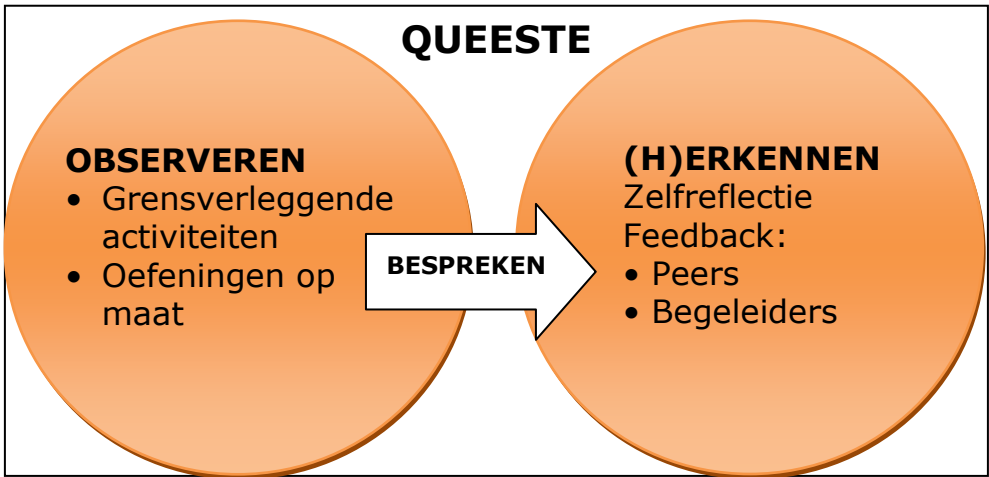 QUEESTE
OBSERVEREN
• Grensverleggende
activiteiten
• Oefeningen op
maat
BESPREKEN
(H)ERKENNEN
Zelfreflectie
Feedback:
• Peers
• Begeleiders